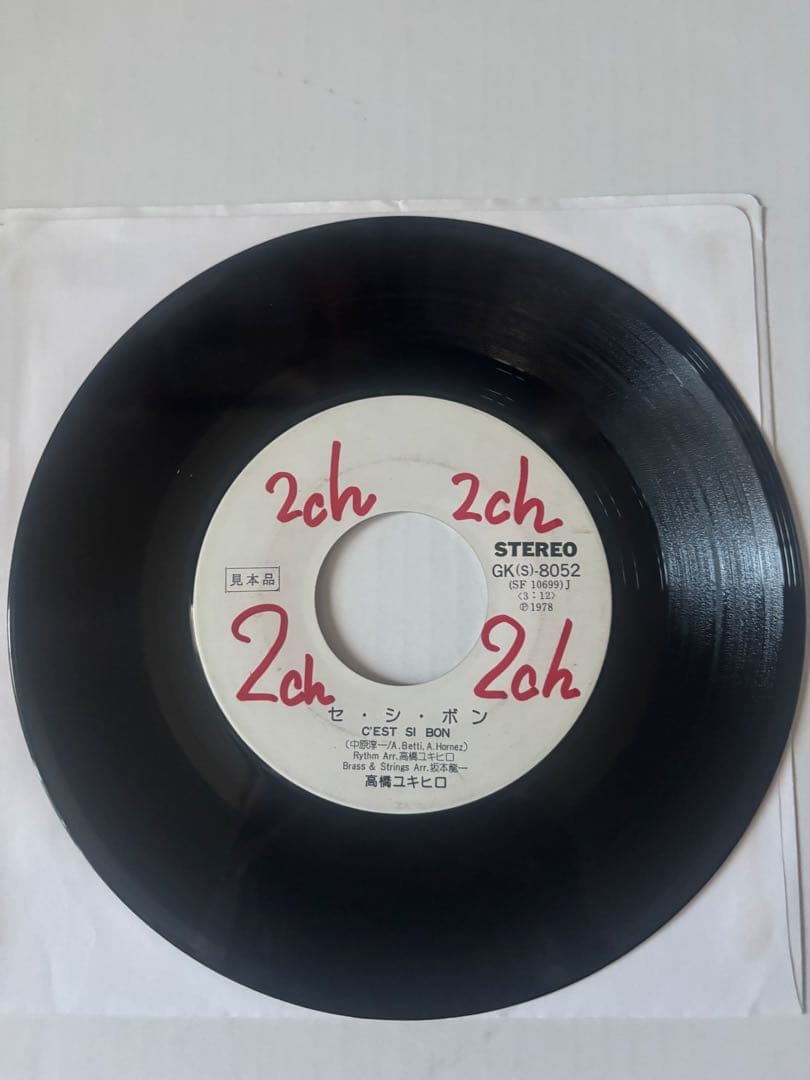 2ch 2ch
STEREO
GK(S)-8052
(SF 10699)J
<3:12>
℗1978
見本品
2ch 2ch
セ・シ・ボン
C'EST SI BON
(中原淳一/A.Betti, A.Hornez)
Rythm Arr. 高橋ユキヒロ
Brass & Strings Arr. 坂本龍一
高橋ユキヒロ